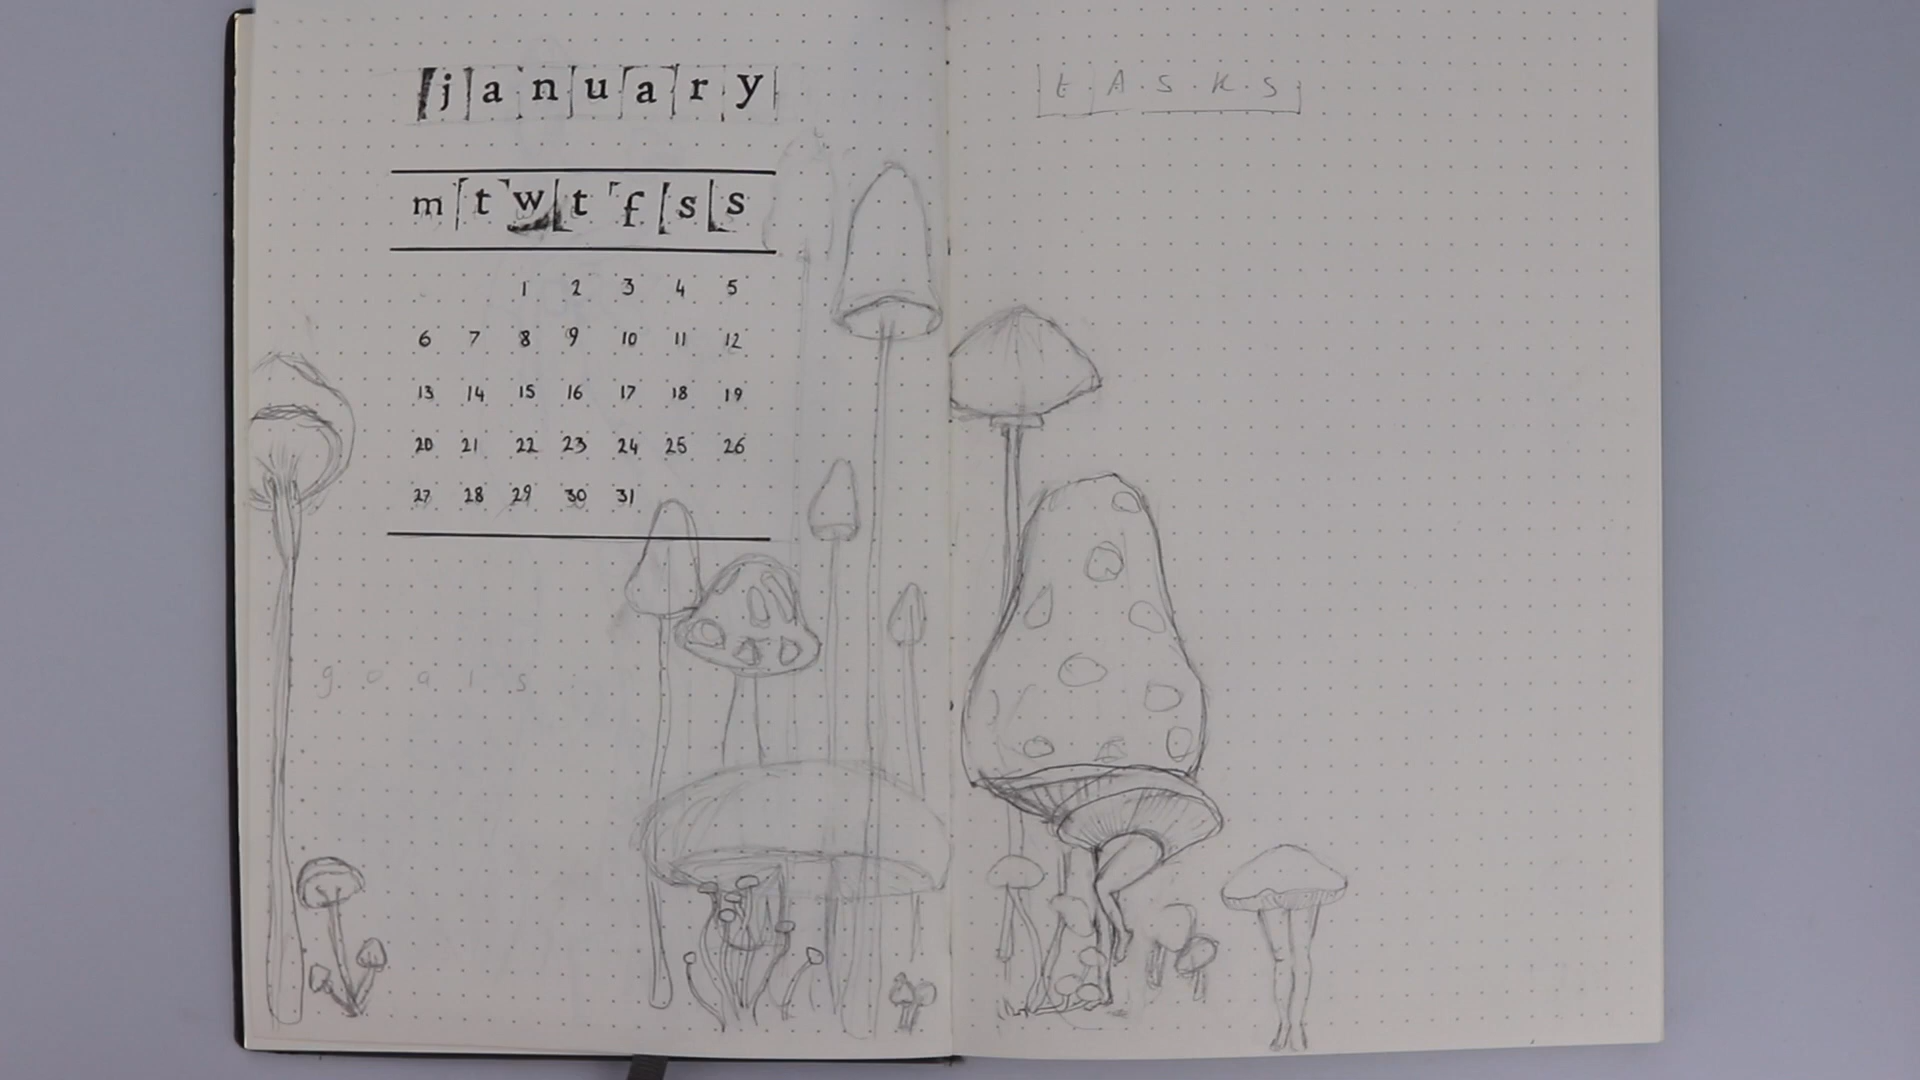 january
m t w t f s s
1 2 3 4 5
6 7 8 9 10 11 12
13 14 15 16 17 18 19
20 21 22 23 24 25 26
27 28 29 30 31
goals:
tASKS